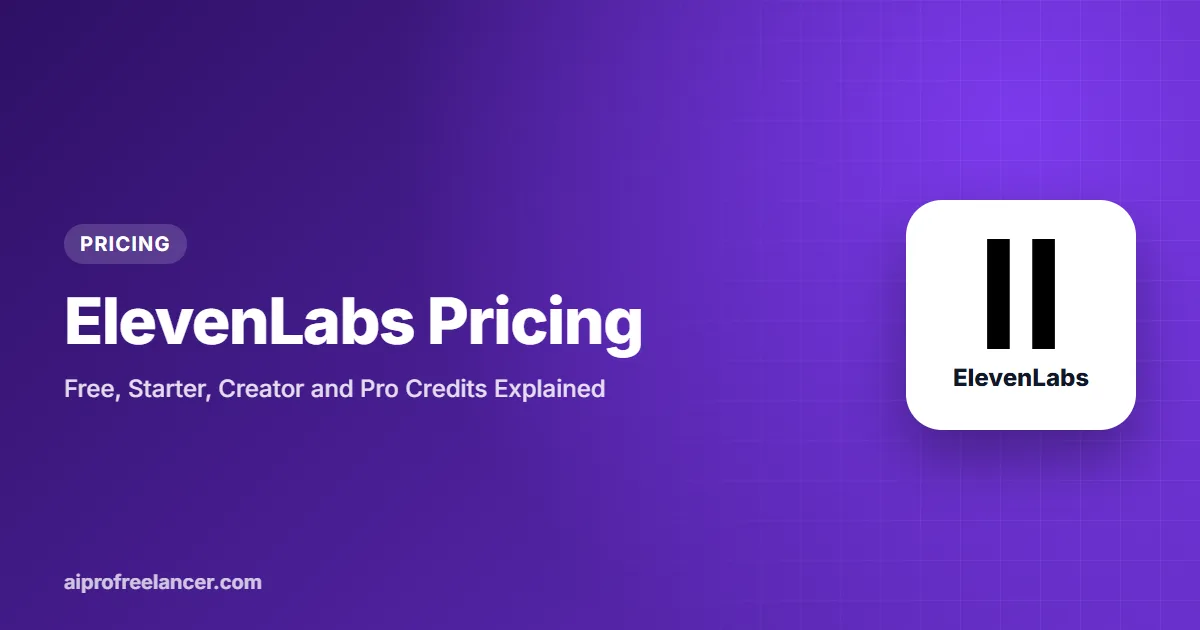 PRICING
ElevenLabs Pricing
Free, Starter, Creator and Pro Credits Explained
ElevenLabs
aiprofreelancer.com